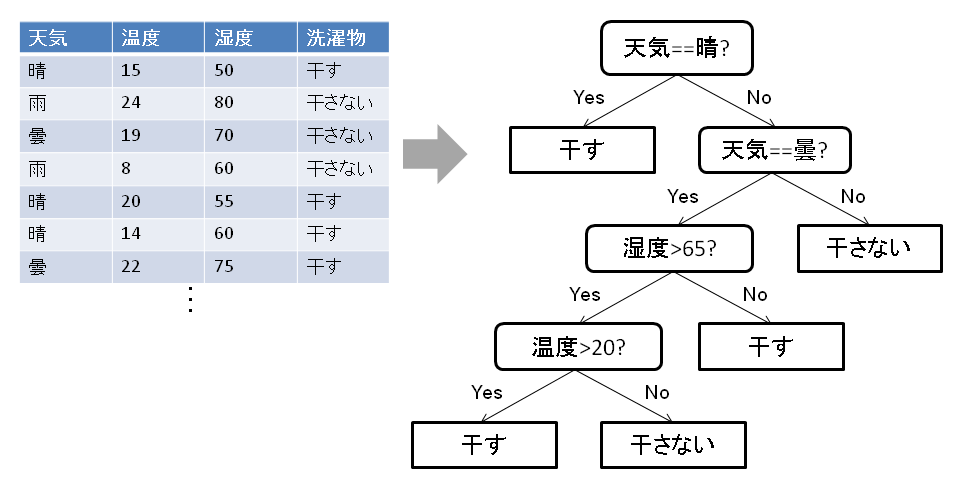 天気 温度 湿度 洗濯物
晴 15 50 干す
雨 24 80 干さない
曇 19 70 干さない
雨 8 60 干さない
晴 20 55 干す
晴 14 60 干す
曇 22 75 干す
⋮
天気==晴?
Yes No
干す
天気==曇?
Yes No
湿度>65?
干さない
Yes No
温度>20?
干す
Yes No
干す
干さない